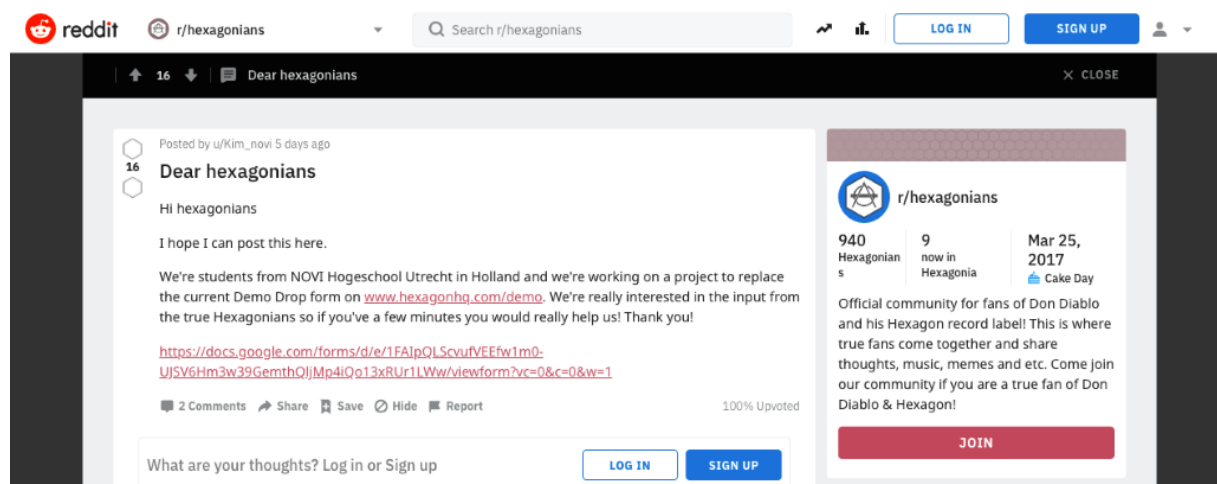 reddit
r/hexagonians
Search r/hexagonians
LOG IN
SIGN UP
16
Dear hexagonians
CLOSE
Posted by u/Kim_novi 5 days ago
16
Dear hexagonians
Hi hexagonians
I hope I can post this here.
We're students from NOVI Hogeschool Utrecht in Holland and we're working on a project to replace
the current Demo Drop form on www.hexagonhq.com/demo. We're really interested in the input from
the true Hexagonians so if you've a few minutes you would really help us! Thank you!
https://docs.google.com/forms/d/e/1FAIpQLScvufVEEfw1m0-
UJSV6Hm3w39GemthQljMp4iQo13xRUr1LWw/viewform?vc=0&c=0&w=1
2 Comments Share Save Hide Report
100% Upvoted
What are your thoughts? Log in or Sign up
LOG IN
SIGN UP
r/hexagonians
940
Hexagonian
s
9
now in
Hexagonia
Mar 25,
2017
Cake Day
Official community for fans of Don Diablo
and his Hexagon record label! This is where
true fans come together and share
thoughts, music, memes and etc. Come join
our community if you are a true fan of Don
Diablo & Hexagon!
JOIN